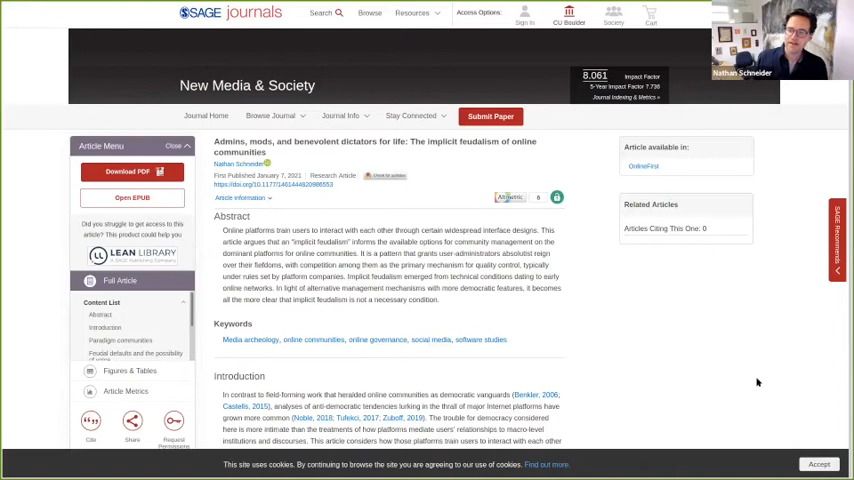 SAGE journals
Search
Browse
Resources
Access Options:
Sign In
CU Boulder
Society
Cart
Nathan Schneider
New Media & Society
8.061 Impact Factor
5-Year Impact Factor 7.736
Journal Indexing & Metrics »
Journal Home
Browse Journal
Journal Info
Stay Connected
Submit Paper
Article Menu
Close
Download PDF
Open EPUB
Did you struggle to get access to this
article? This product could help you
LEAN LIBRARY
Full Article
Content List
Abstract
Introduction
Paradigm communities
Feudal defaults and the possibility
of voice
Figures & Tables
Article Metrics
Cite
Share
Request
Permissions
Admins, mods, and benevolent dictators for life: The implicit feudalism of online
communities
Nathan Schneider
First Published January 7, 2021
Research Article
https://doi.org/10.1177/1461444820986553
Article information
Altmetric
6
Abstract
Online platforms train users to interact with each other through certain widespread interface designs. This
article argues that an “implicit feudalism” informs the available options for community management on the
dominant platforms for online communities. It is a pattern that grants user-administrators absolutist reign
over their fiefdoms, with competition among them as the primary mechanism for quality control, typically
under rules set by platform companies. Implicit feudalism emerged from technical conditions dating to early
online networks. In light of alternative management mechanisms with more democratic features, it becomes
all the more clear that implicit feudalism is not a necessary condition.
Keywords
Media archeology, online communities, online governance, social media, software studies
Introduction
In contrast to field-forming work that heralded online communities as democratic vanguards (Benkler, 2006;
Castells, 2015), analyses of anti-democratic tendencies lurking in the thrall of major Internet platforms have
grown more common (Noble, 2018; Tufekci, 2017; Zuboff, 2019). The trouble for democracy considered
here is more intimate than the treatments of how platforms mediate users’ relationships to macro-level
institutions and discourses. This article considers how those platforms train users to interact with each other
Article available in:
OnlineFirst
Related Articles
Articles Citing This One: 0
SAGE Recommends
This site uses cookies. By continuing to browse the site you are agreeing to our use of cookies. Find out more.
Accept